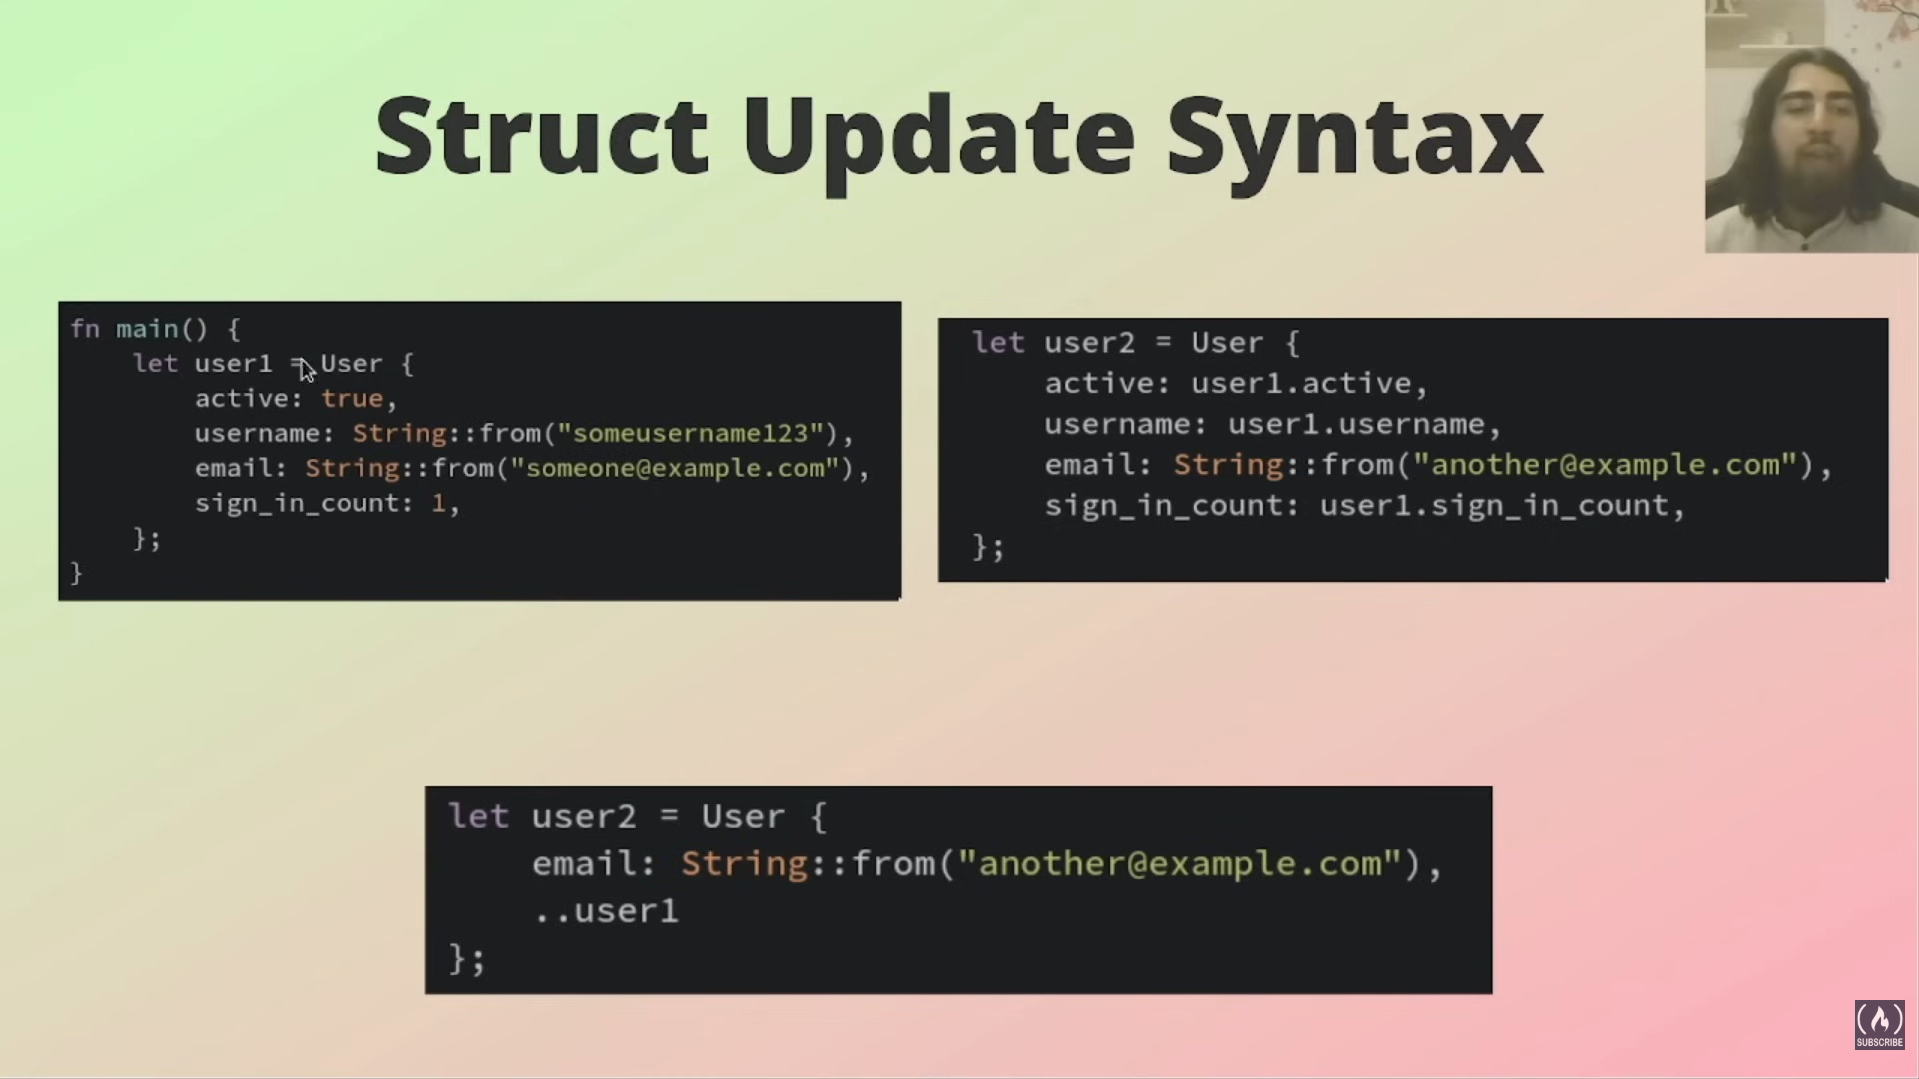 Struct Update Syntax
fn main() {
    let user1 = User {
        active: true,
        username: String::from("someusername123"),
        email: String::from("someone@example.com"),
        sign_in_count: 1,
    };
}
let user2 = User {
    active: user1.active,
    username: user1.username,
    email: String::from("another@example.com"),
    sign_in_count: user1.sign_in_count,
};
let user2 = User {
    email: String::from("another@example.com"),
    ..user1
};
SUBSCRIBE